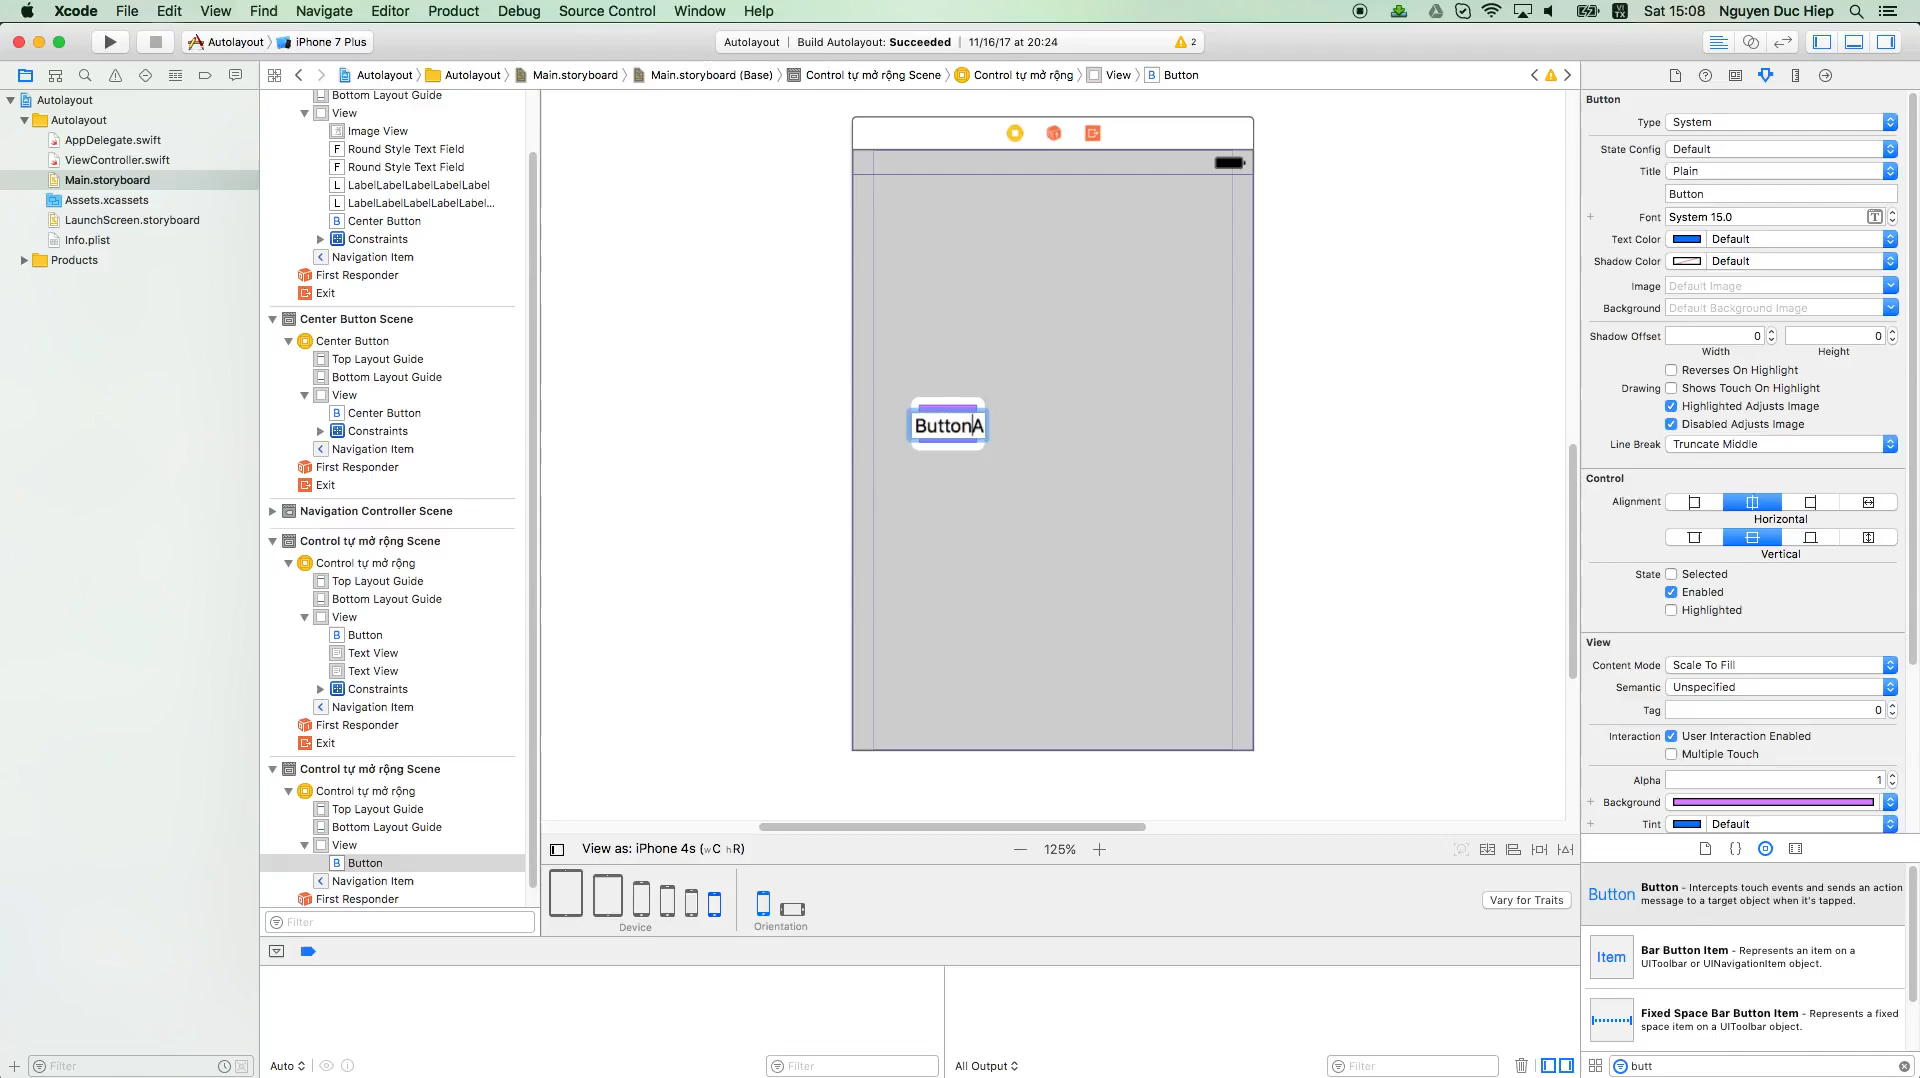 Xcode File Edit View Find Navigate Editor Product Debug Source Control Window Help
VI TX Sat 15:08 Nguyen Duc Hiep
Autolayout iPhone 7 Plus
Autolayout | Build Autolayout: Succeeded | 11/16/17 at 20:24
2
Autolayout Autolayout Main.storyboard Main.storyboard (Base) Control tự mở rộng Scene Control tự mở rộng View B Button
Autolayout
Autolayout
AppDelegate.swift
ViewController.swift
Main.storyboard
Assets.xcassets
LaunchScreen.storyboard
Info.plist
Products
Filter
Bottom Layout Guide
View
Image View
F Round Style Text Field
F Round Style Text Field
L LabelLabelLabelLabelLabel
L LabelLabelLabelLabelLabel...
B Center Button
Constraints
Navigation Item
First Responder
Exit
Center Button Scene
Center Button
Top Layout Guide
Bottom Layout Guide
View
B Center Button
Constraints
Navigation Item
First Responder
Exit
Navigation Controller Scene
Control tự mở rộng Scene
Control tự mở rộng
Top Layout Guide
Bottom Layout Guide
View
B Button
Text View
Text View
Constraints
Navigation Item
First Responder
Exit
Control tự mở rộng Scene
Control tự mở rộng
Top Layout Guide
Bottom Layout Guide
View
B Button
Navigation Item
First Responder
Filter
ButtonA
View as: iPhone 4s (wC hR)
125%
Device
Orientation
Vary for Traits
Auto
Filter
All Output
Filter
Button
Type System
State Config Default
Title Plain
Button
Font System 15.0
Text Color Default
Shadow Color Default
Image Default Image
Background Default Background Image
Shadow Offset 0 0
Width Height
Reverses On Highlight
Drawing Shows Touch On Highlight
Highlighted Adjusts Image
Disabled Adjusts Image
Line Break Truncate Middle
Control
Alignment
Horizontal
Vertical
State Selected
Enabled
Highlighted
View
Content Mode Scale To Fill
Semantic Unspecified
Tag 0
Interaction User Interaction Enabled
Multiple Touch
Alpha 1
Background
Tint Default
Button Button - Intercepts touch events and sends an action
message to a target object when it's tapped.
Item Bar Button Item - Represents an item on a
UIToolbar or UINavigationItem object.
Fixed Space Bar Button Item - Represents a fixed
space item on a UIToolbar object.
butt